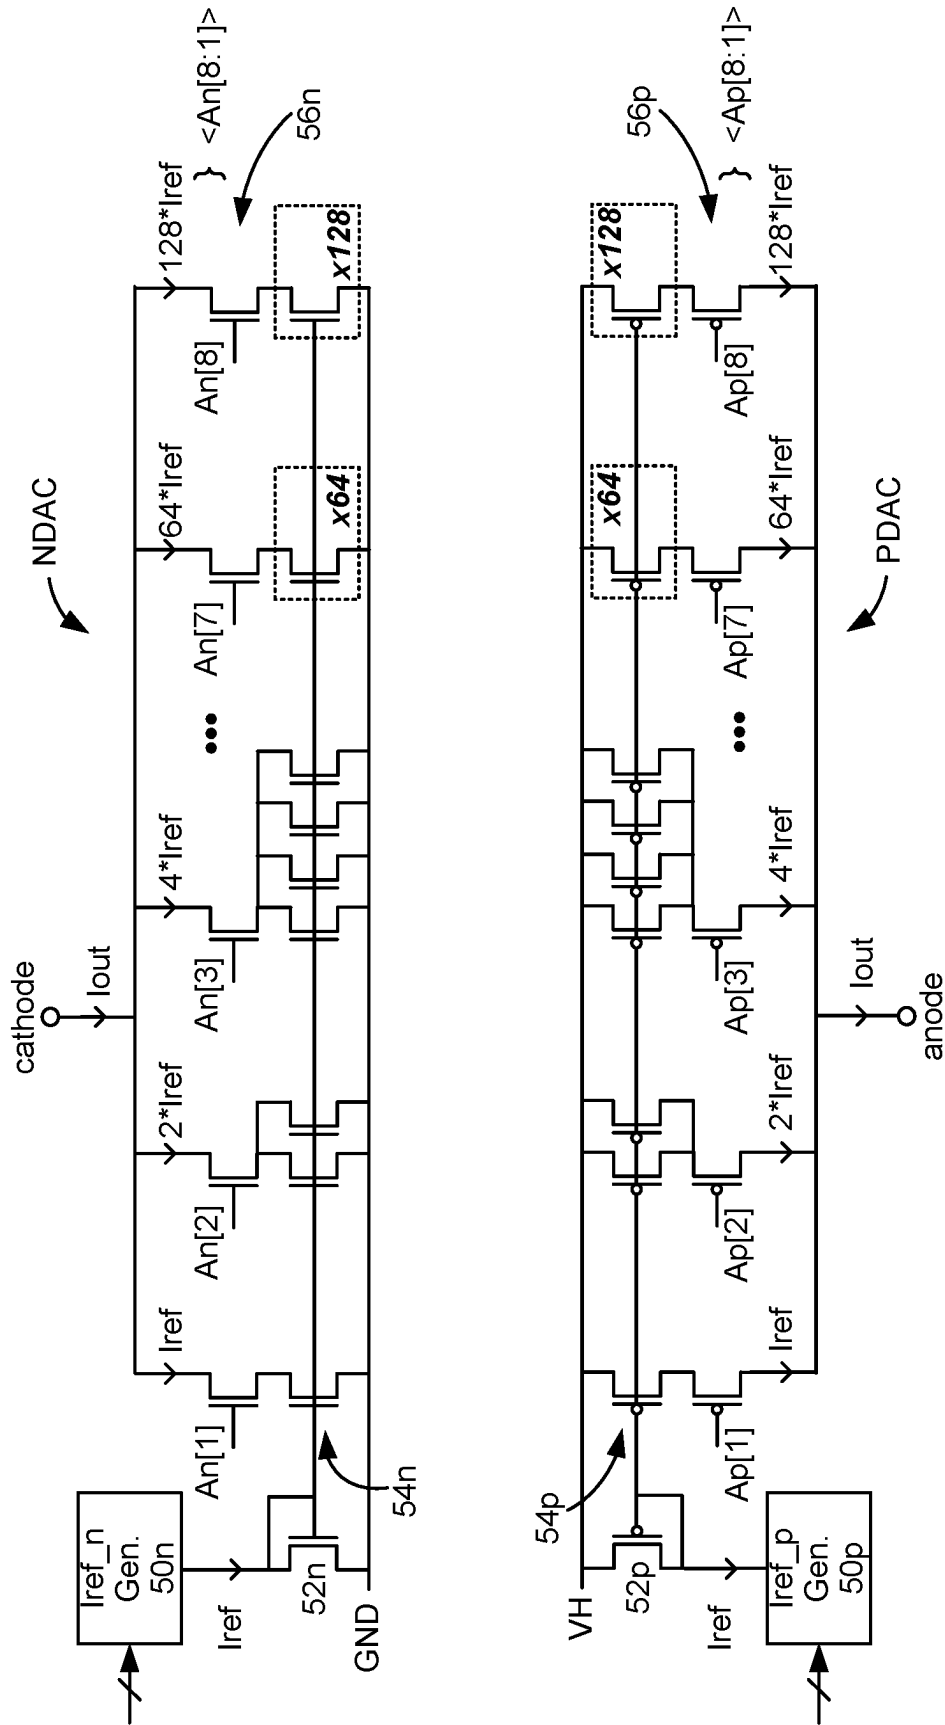 cathode
NDAC
Iref_n
Gen.
50n
Iout
Iref
2*Iref
4*Iref
64*Iref
128*Iref
An[1]
An[2]
An[3]
•••
An[7]
An[8]
<An[8:1]>
Iref
52n
56n
x64
x128
GND
54n
54p
VH
x64
x128
52p
56p
Iref
Ap[1]
Ap[2]
Ap[3]
•••
Ap[7]
Ap[8]
<Ap[8:1]>
Iref_p
Gen.
50p
Iref
2*Iref
4*Iref
64*Iref
128*Iref
Iout
PDAC
anode